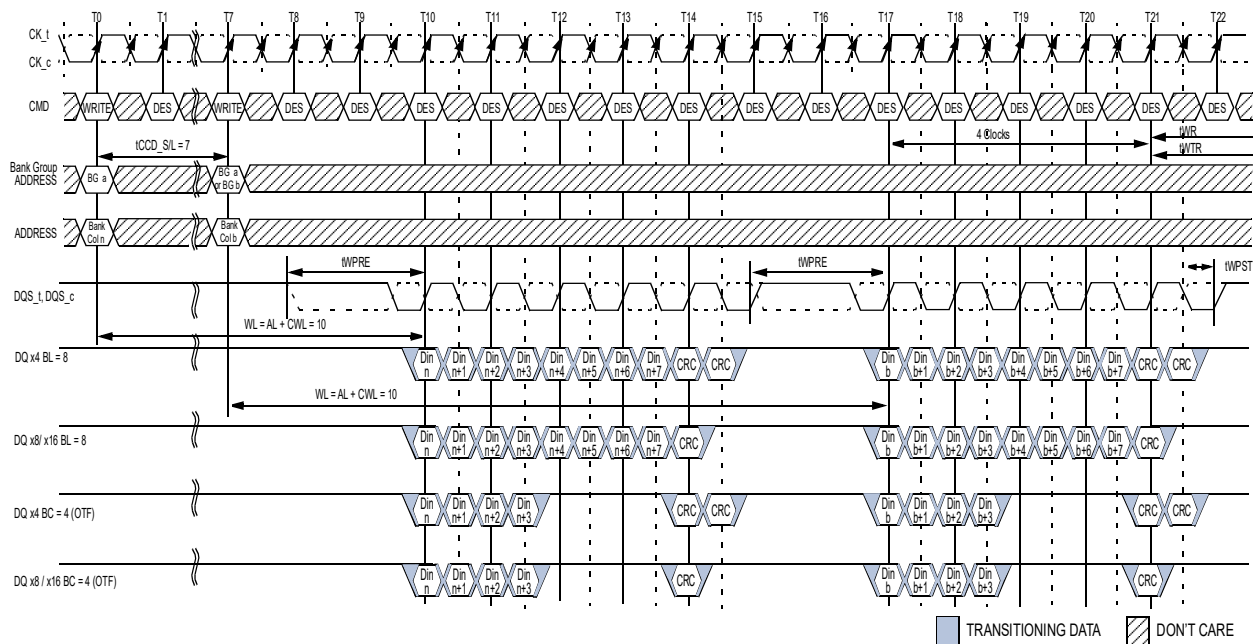 T0 T1 T7 T8 T9 T10 T11 T12 T13 T14 T15 T16 T17 T18 T19 T20 T21 T22
CK_t
CK_c
CMD WRITE DES WRITE DES DES DES DES DES DES DES DES DES DES DES DES DES DES DES
tCCD_S/L = 7
4 Clocks
tWR
tWTR
Bank Group
ADDRESS
BG a
BG a
or BG b
ADDRESS
Bank
Col n
Bank
Col b
tWPRE tWPRE tWPST
DQS_t, DQS_c
WL = AL + CWL = 10
DQ x4 BL = 8
Din Din Din Din Din Din Din Din CRC CRC Din Din Din Din Din Din Din Din CRC CRC
n n+1 n+2 n+3 n+4 n+5 n+6 n+7 b b+1 b+2 b+3 b+4 b+5 b+6 b+7
WL = AL + CWL = 10
DQ x8/ x16 BL = 8
Din Din Din Din Din Din Din Din CRC Din Din Din Din Din Din Din Din CRC
n n+1 n+2 n+3 n+4 n+5 n+6 n+7 b b+1 b+2 b+3 b+4 b+5 b+6 b+7
DQ x4 BC = 4 (OTF)
Din Din Din Din CRC CRC Din Din Din Din CRC CRC
n n+1 n+2 n+3 b b+1 b+2 b+3
DQ x8 / x16 BC = 4 (OTF)
Din Din Din Din CRC Din Din Din Din CRC
n n+1 n+2 n+3 b b+1 b+2 b+3
TRANSITIONING DATA DON'T CARE